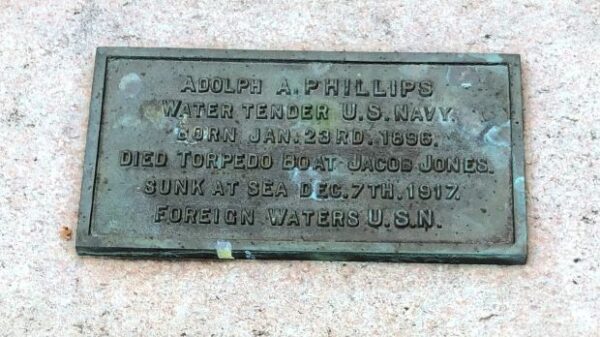 ADOLPH A. PHILLIPS
WATER TENDER U.S. NAVY.
BORN JAN. 23RD. 1896.
DIED TORPEDO BOAT JACOB JONES.
SUNK AT SEA DEC. 7TH. 1917.
FOREIGN WATERS U.S.N.